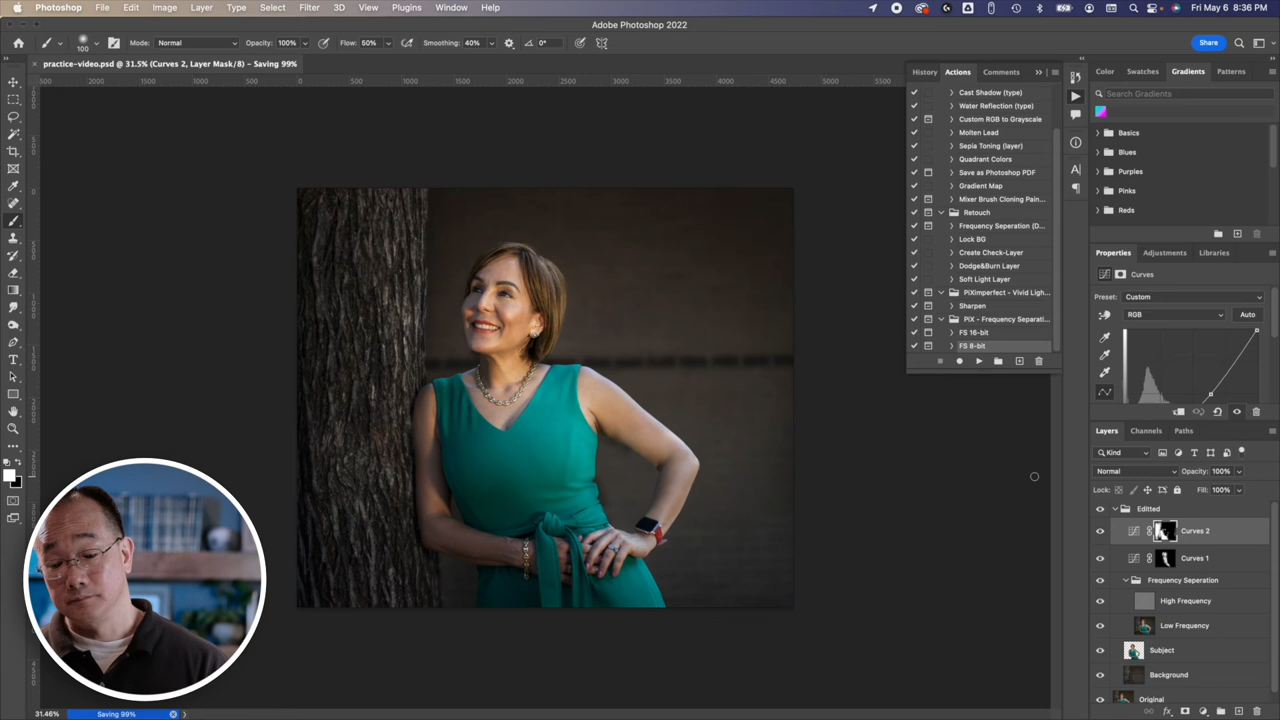 Photoshop File Edit Image Layer Type Select Filter 3D View Plugins Window Help Fri May 6 8:36 PM
Adobe Photoshop 2022
100 Mode: Normal Opacity: 100% Flow: 50% Smoothing: 40% 0° Share
practice-video.psd @ 31.5% (Curves 2, Layer Mask/8) - Saving 99%
History Actions Comments
Cast Shadow (type)
Water Reflection (type)
Custom RGB to Grayscale
Molten Lead
Sepia Toning (layer)
Quadrant Colors
Save as Photoshop PDF
Gradient Map
Mixer Brush Cloning Pain...
Retouch
Frequency Seperation (D...
Lock BG
Create Check-Layer
Dodge&Burn Layer
Soft Light Layer
PiXimperfect - Vivid Ligh...
Sharpen
PiX - Frequency Separati...
FS 16-bit
FS 8-bit
Color Swatches Gradients Patterns
Search Gradients
Basics
Blues
Purples
Pinks
Reds
Properties Adjustments Libraries
Curves
Preset: Custom
RGB Auto
Layers Channels Paths
Kind
Normal Opacity: 100%
Lock: Fill: 100%
Editted
Curves 2
Curves 1
Frequency Seperation
High Frequency
Low Frequency
Subject
Background
Original
31.46% Saving 99%